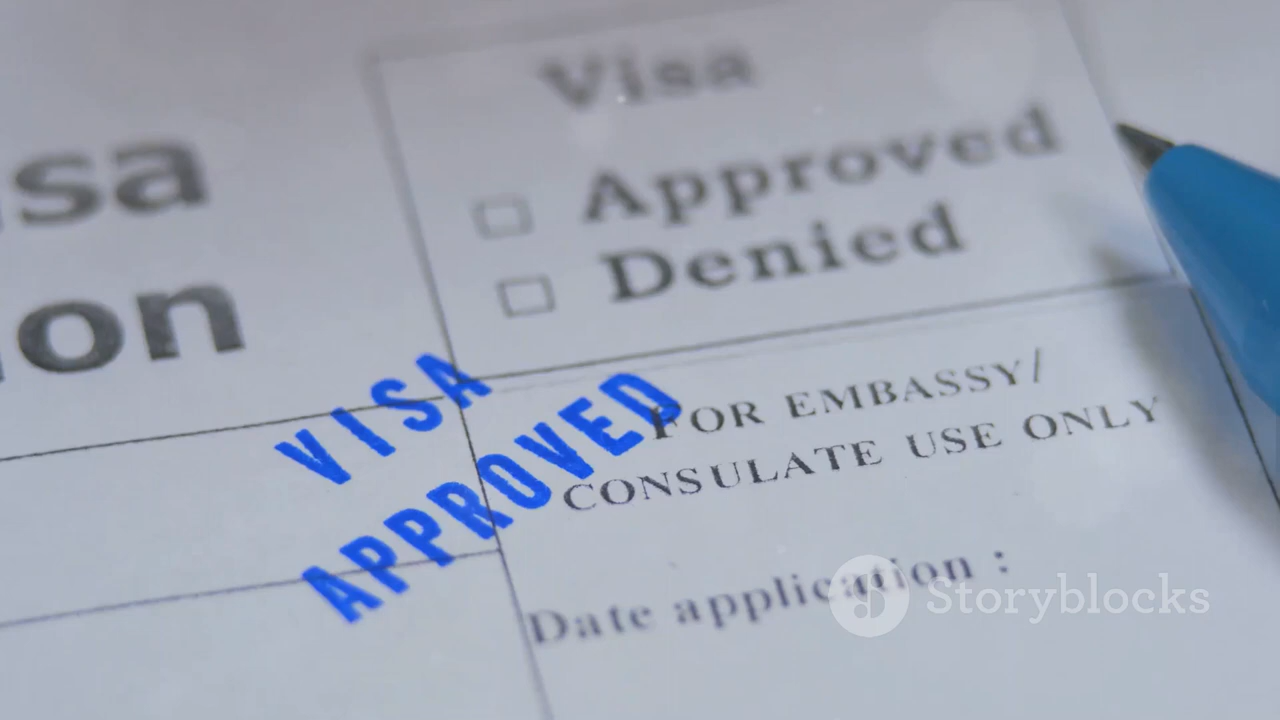 sa
on
Visa
Approved
Denied
VISA
APPROVED
FOR EMBASSY/
CONSULATE USE ONLY
Date application :
Storyblocks